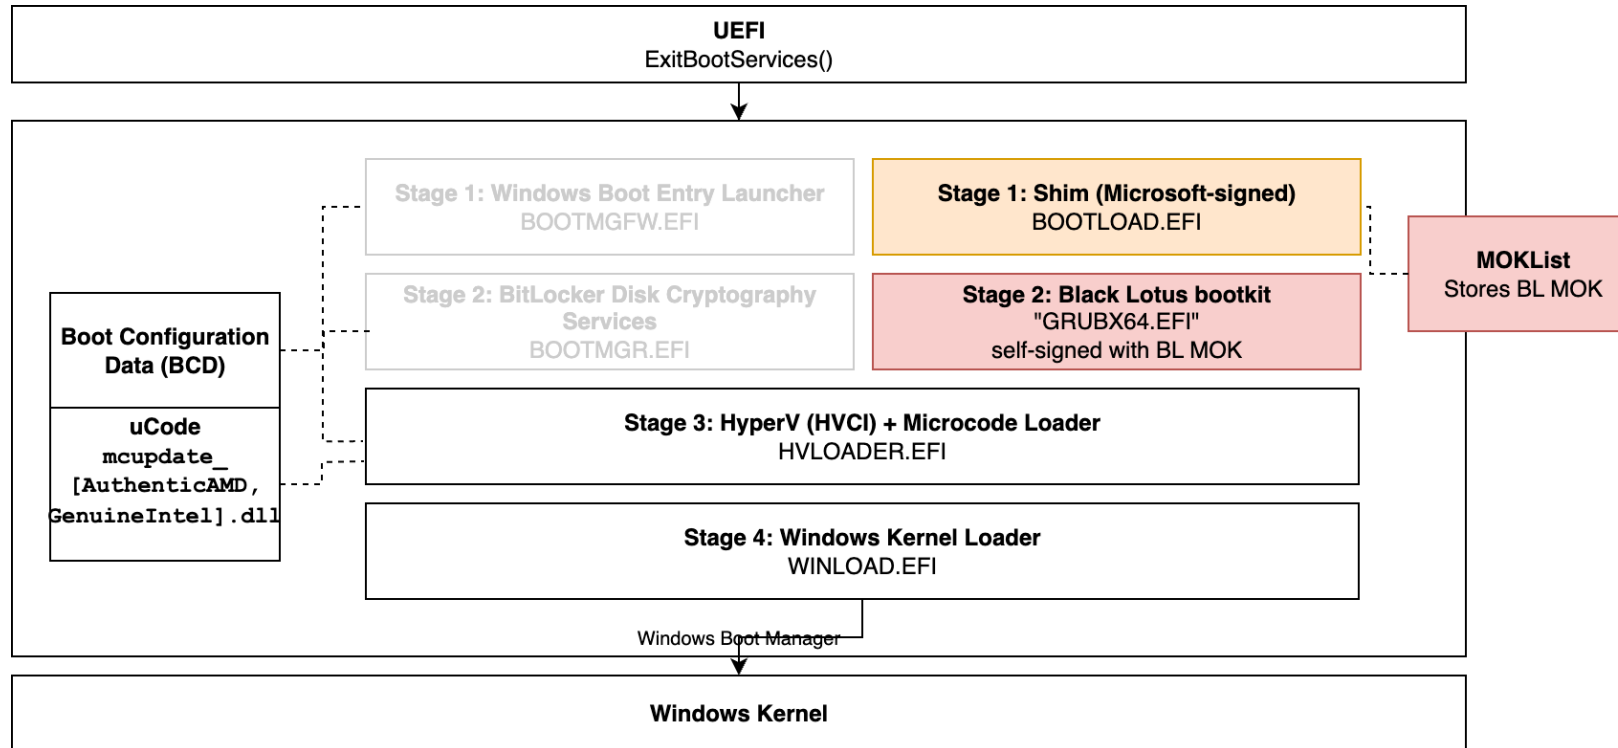 UEFI
ExitBootServices()
Stage 1: Windows Boot Entry Launcher
BOOTMGFW.EFI
Stage 1: Shim (Microsoft-signed)
BOOTLOAD.EFI
MOKList
Stores BL MOK
Stage 2: BitLocker Disk Cryptography
Services
BOOTMGR.EFI
Stage 2: Black Lotus bootkit
"GRUBX64.EFI"
self-signed with BL MOK
Boot Configuration
Data (BCD)
uCode
mcupdate_
[AuthenticAMD,
GenuineIntel].dll
Stage 3: HyperV (HVCI) + Microcode Loader
HVLOADER.EFI
Stage 4: Windows Kernel Loader
WINLOAD.EFI
Windows Boot Manager
Windows Kernel